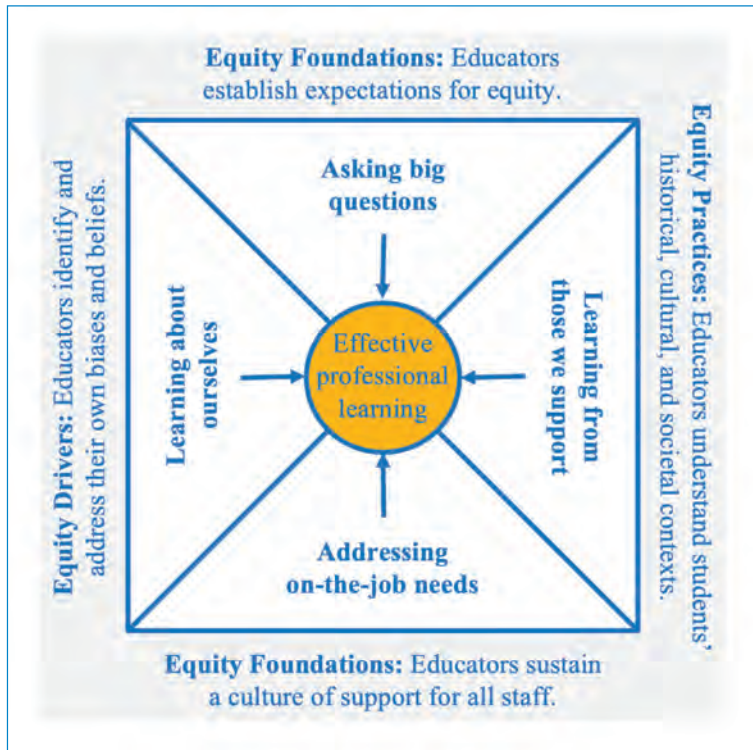 Equity Foundations: Educators
establish expectations for equity.
Equity Drivers: Educators identify and
address their own biases and beliefs.
Asking big
questions
Learning about
ourselves
Effective
professional
learning
Learning from
those we support
Equity Practices: Educators understand students’
historical, cultural, and societal contexts.
Addressing
on-the-job needs
Equity Foundations: Educators sustain
a culture of support for all staff.